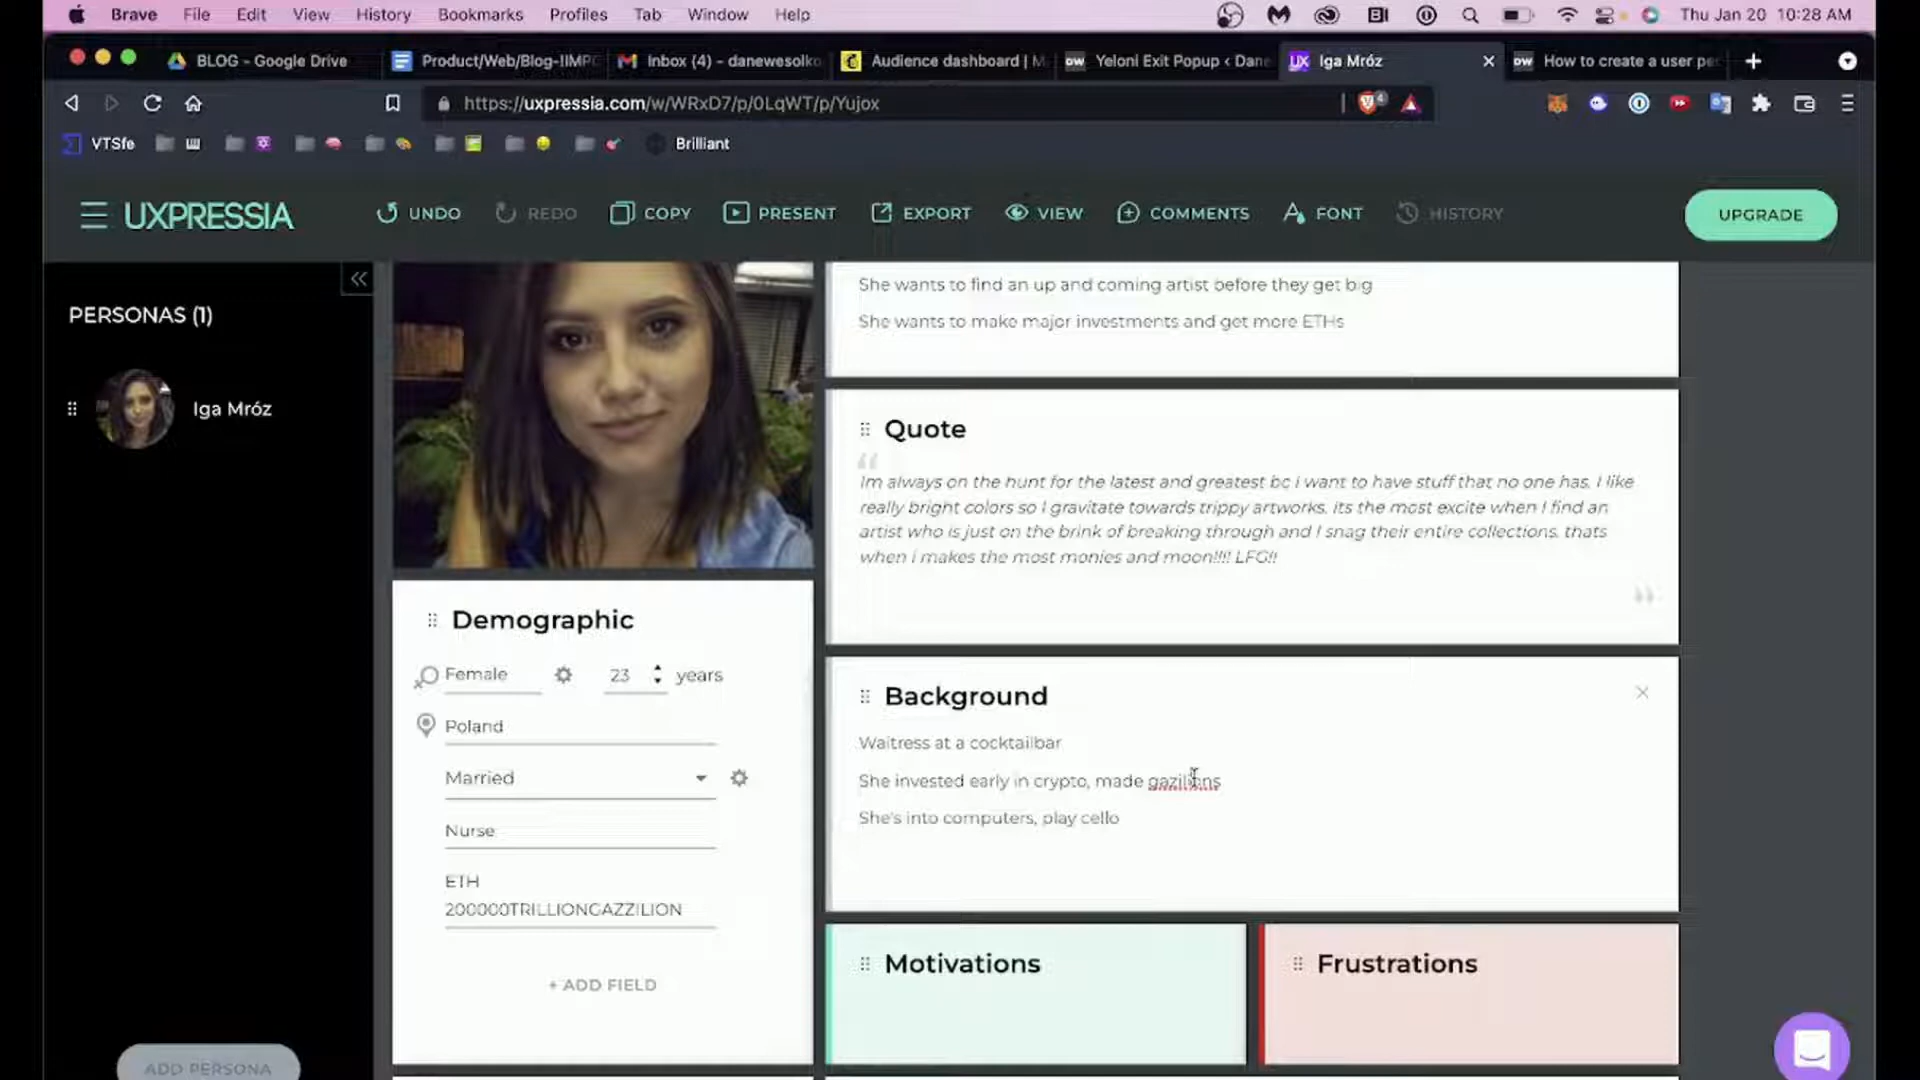 Brave File Edit View History Bookmarks Profiles Tab Window Help Thu Jan 20 10:28 AM
BLOG - Google Drive Product/Web/Blog-!IMPO Inbox (4) - danewesolko Audience dashboard | M Yeloni Exit Popup ‹ Dane UX Iga Mróz How to create a user pe
https://uxpressia.com/w/WRxD7/p/0LqWT/p/Yujox 4
VTSfe Brilliant
UXPRESSIA UNDO REDO COPY PRESENT EXPORT VIEW COMMENTS FONT HISTORY UPGRADE
PERSONAS (1)
Iga Mróz
ADD PERSONA
Demographic
Female 23 years
Poland
Married
Nurse
ETH
200000TRILLIONGAZZILION
+ ADD FIELD
She wants to find an up and coming artist before they get big
She wants to make major investments and get more ETHs
Quote
Im always on the hunt for the latest and greatest bc i want to have stuff that no one has. I like
really bright colors so I gravitate towards trippy artworks. its the most excite when I find an
artist who is just on the brink of breaking through and I snag their entire collections. thats
when i makes the most monies and moon!!!! LFG!!
Background
Waitress at a cocktailbar
She invested early in crypto, made gazilions
She's into computers, play cello
Motivations
Frustrations